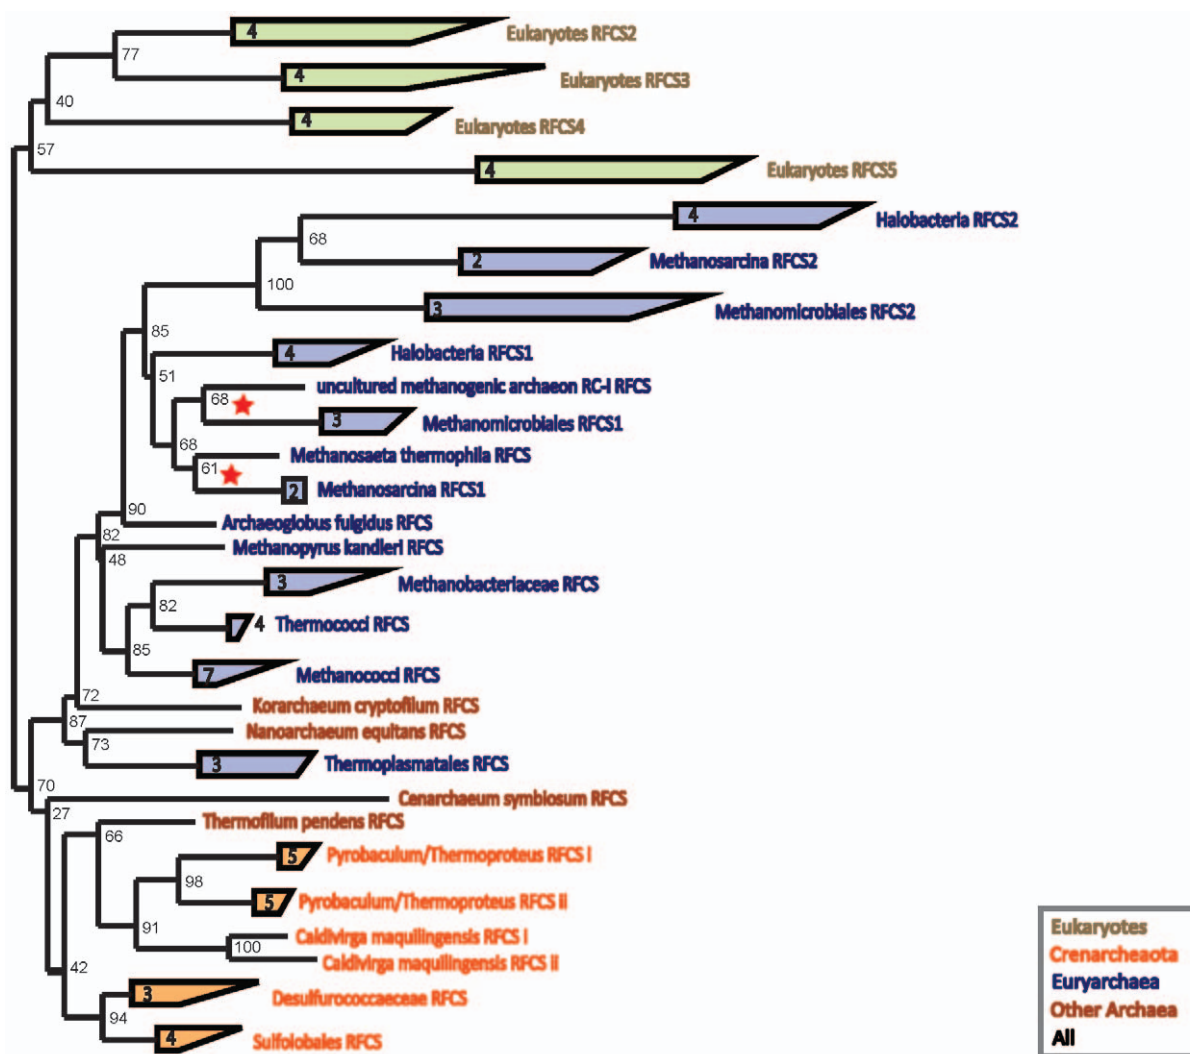 4
Eukaryotes RFCS2
77
4
Eukaryotes RFCS3
40
4
Eukaryotes RFCS4
57
4
Eukaryotes RFCS5
4
Halobacteria RFCS2
68
2
Methanosarcina RFCS2
100
3
Methanomicrobiales RFCS2
85
4
Halobacteria RFCS1
51
uncultured methanogenic archaeon RC-I RFCS
68
3
Methanomicrobiales RFCS1
68
Methanosaeta thermophila RFCS
61
2
Methanosarcina RFCS1
90
Archaeoglobus fulgidus RFCS
82
Methanopyrus kandleri RFCS
48
3
Methanobacteriaceae RFCS
82
4
Thermococci RFCS
85
7
Methanococci RFCS
72
Korarchaeum cryptofilum RFCS
87
Nanoarchaeum equitans RFCS
73
3
Thermoplasmatales RFCS
70
Cenarchaeum symbiosum RFCS
27
Thermofilum pendens RFCS
66
5
Pyrobaculum/Thermoproteus RFCS i
98
5
Pyrobaculum/Thermoproteus RFCS ii
91
Caldivirga maquilingensis RFCS i
100
Caldivirga maquilingensis RFCS ii
42
3
Desulfurococcaeceae RFCS
94
4
Sulfolobales RFCS
Eukaryotes
Crenarcheaota
Euryarchaea
Other Archaea
All